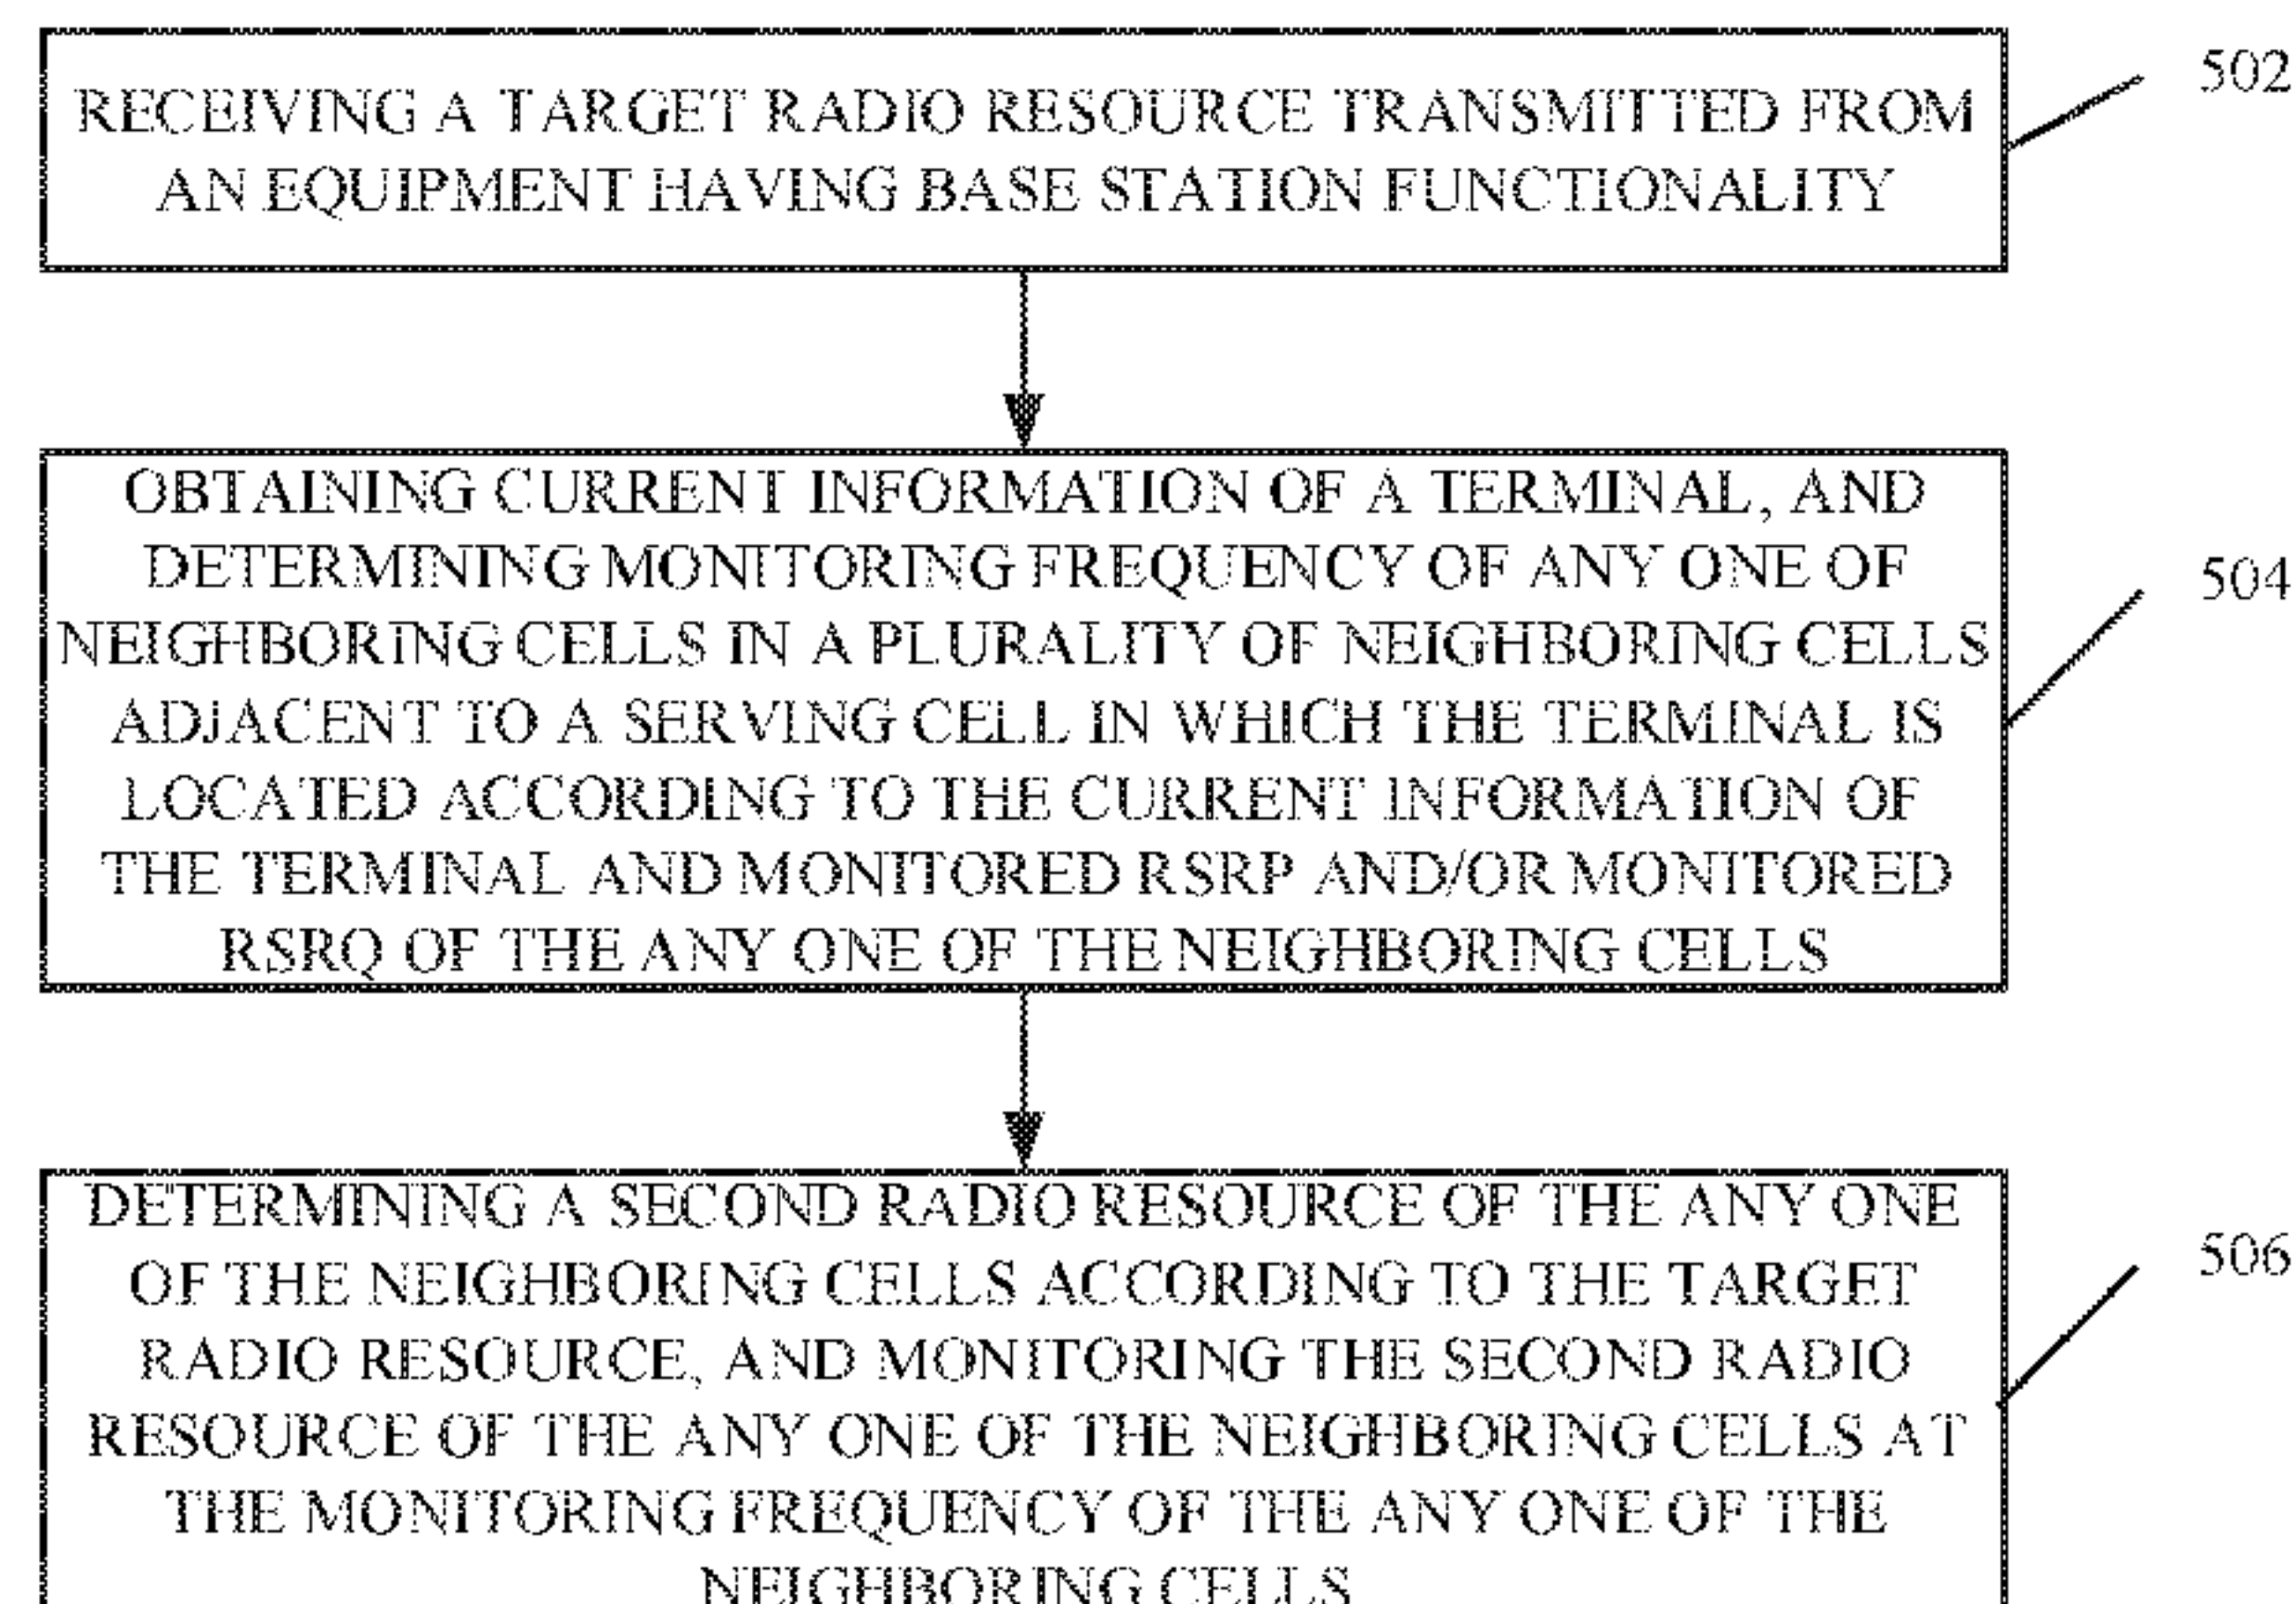 RECEIVING A TARGET RADIO RESOURCE TRANSMITTED FROM
AN EQUIPMENT HAVING BASE STATION FUNCTIONALITY
502
OBTAINING CURRENT INFORMATION OF A TERMINAL, AND
DETERMINING MONITORING FREQUENCY OF ANY ONE OF
NEIGHBORING CELLS IN A PLURALITY OF NEIGHBORING CELLS
ADJACENT TO A SERVING CELL IN WHICH THE TERMINAL IS
LOCATED ACCORDING TO THE CURRENT INFORMATION OF
THE TERMINAL AND MONITORED RSRP AND/OR MONITORED
RSRQ OF THE ANY ONE OF THE NEIGHBORING CELLS
504
DETERMINING A SECOND RADIO RESOURCE OF THE ANY ONE
OF THE NEIGHBORING CELLS ACCORDING TO THE TARGET
RADIO RESOURCE, AND MONITORING THE SECOND RADIO
RESOURCE OF THE ANY ONE OF THE NEIGHBORING CELLS AT
THE MONITORING FREQUENCY OF THE ANY ONE OF THE
NEIGHBORING CELLS
506